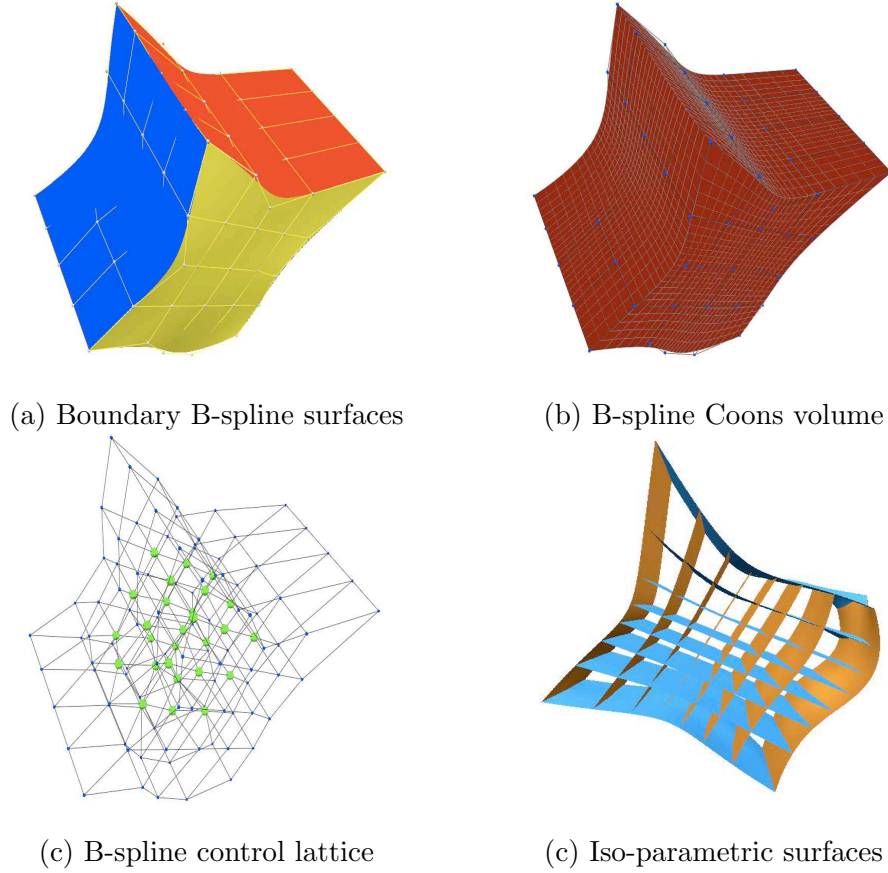 (a) Boundary B-spline surfaces
(b) B-spline Coons volume
(c) B-spline control lattice
(c) Iso-parametric surfaces